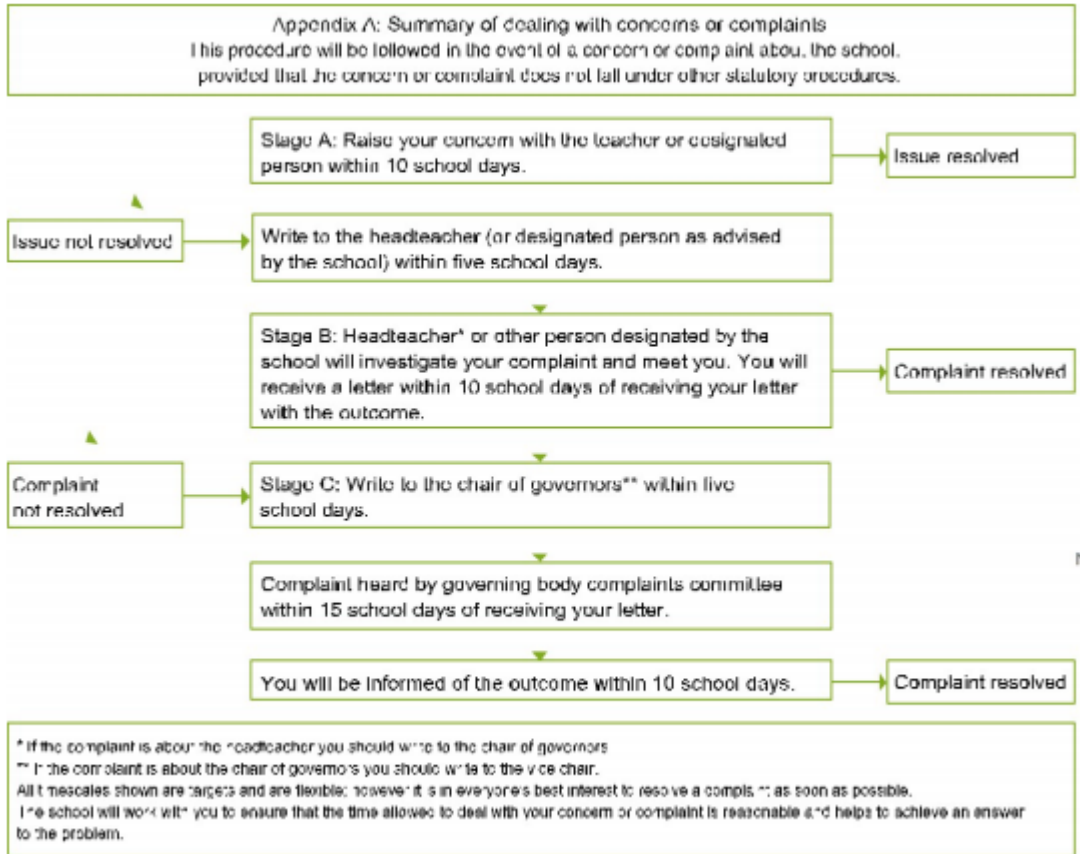 Appendix A: Summary of dealing with concerns or complaints
This procedure will be followed in the event of a concern or complaint about the school,
provided that the concern or complaint does not fall under other statutory procedures.
Stage A: Raise your concern with the teacher or designated
person within 10 school days.
Issue resolved
Issue not resolved
Write to the headteacher (or designated person as advised
by the school) within five school days.
Stage B: Headteacher* or other person designated by the
school will investigate your complaint and meet you. You will
receive a letter within 10 school days of receiving your letter
with the outcome.
Complaint resolved
Complaint
not resolved
Stage C: Write to the chair of governors** within five
school days.
Complaint heard by governing body complaints committee
within 15 school days of receiving your letter.
You will be informed of the outcome within 10 school days.
Complaint resolved
* If the complaint is about the headteacher you should write to the chair of governors
** If the complaint is about the chair of governors you should write to the vice chair.
All timescales shown are targets and are flexible; however it is in everyone's best interest to resolve a complaint as soon as possible.
The school will work with you to ensure that the time allowed to deal with your concern or complaint is reasonable and helps to achieve an answer
to the problem.